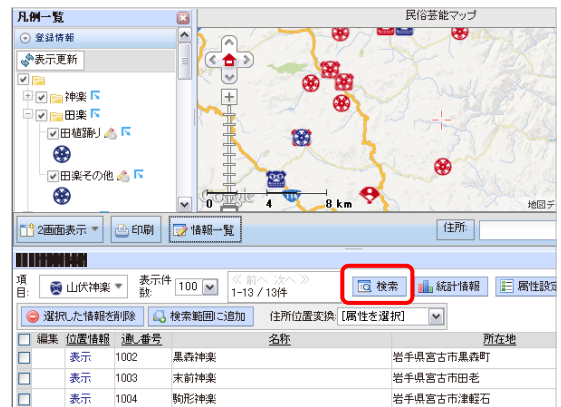 凡例一覧
民俗芸能マップ
登録情報
表示更新
神楽
田楽
田植踊り
田楽その他
0 4 8 km
地図デ
2画面表示 印刷 情報一覧 住所
項目: 山伏神楽 表示件数: 100 ≪前へ 次へ≫ 1-13 / 13件 検索 統計情報 属性設定
選択した情報を削除 検索範囲に追加 住所位置変換: [属性を選択]
編集 位置情報 通し番号 名称 所在地
表示 1002 黒森神楽 岩手県宮古市黒森町
表示 1003 末前神楽 岩手県宮古市田老
表示 1004 駒形神楽 岩手県宮古市津軽石